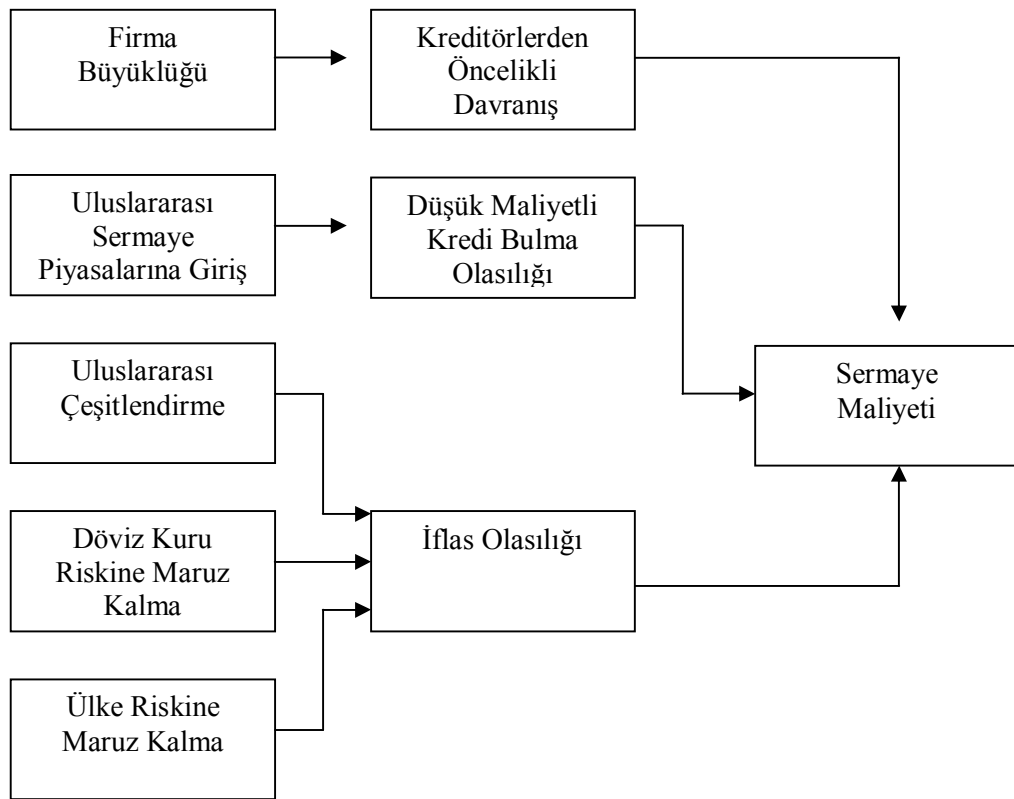 Firma
Büyüklüğü
Kreditörlerden
Öncelikli
Davranış
Uluslararası
Sermaye
Piyasalarına Giriş
Düşük Maliyetli
Kredi Bulma
Olasılığı
Uluslararası
Çeşitlendirme
Sermaye
Maliyeti
Döviz Kuru
Riskine Maruz
Kalma
İflas Olasılığı
Ülke Riskine
Maruz Kalma